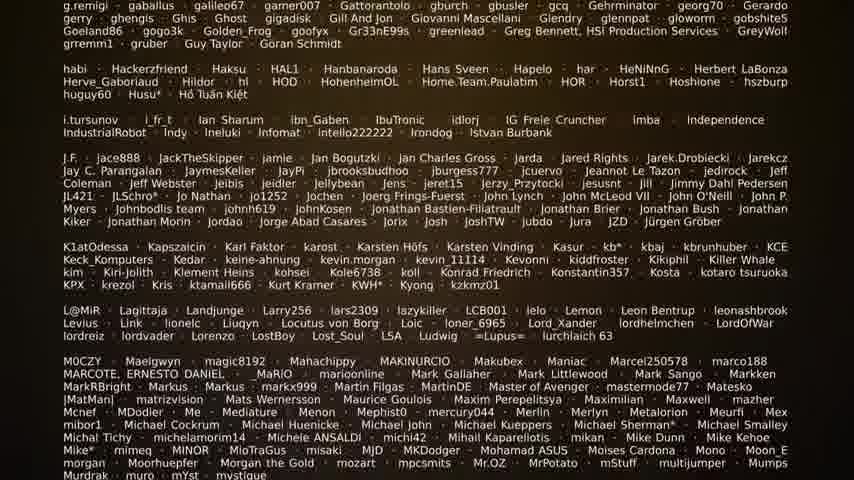 g.remigi · gaballus · galileo67 · gamer007 · Gattorantolo · gburch · gbusler · gcq · Gehrminator · georg70 · Gerardo
gerry · ghengis · Ghis · Ghost · gigadisk · Gill And Jon · Giovanni Mascellani · Glendry · glennpat · gloworm · gobshite5
Goeland86 · gogo3k · Golden_Frog · goofyx · Gr33nE99s · greenlead · Greg Bennett, HSI Production Services · GreyWolf
grremm1 · gruber · Guy Taylor · Göran Schmidt
habi · Hackerzfriend · Haksu · HAL1 · Hanbanaroda · Hans Sveen · Hapelo · har · HeNiNnG · Herbert LaBonza
Herve_Gaboriaud · Hildor · hl · HOD · HohenheimOL · Home.Team.Paulatim · HOR · Horst1 · Hoshione · hszburp
huguy60 · Husu* · Hồ Tuấn Kiệt
i.tursunov · i_fr_t · Ian Sharum · ibn_Gaben · IbuTronic · idlorj · IG Freie Cruncher · Imba · Independence
IndustrialRobot · Indy · Ineluki · Infomat · Intello222222 · Irondog · Istvan Burbank
J.F. · Jace888 · JackTheSkipper · jamie · Jan Bogutzki · Jan Charles Gross · Jarda · Jared Rights · Jarek.Drobiecki · Jarekcz
Jay C. Parangalan · JaymesKeller · JayPi · jbrooksbudhoo · jburgess777 · jcuervo · Jeannot Le Tazon · jedirock · Jeff
Coleman · Jeff Webster · Jeibis · jeidler · Jellybean · Jens · jeret15 · Jerzy_Przytocki · jesusnt · Jill · Jimmy Dahl Pedersen
JL421 · JLSchro* · Jo Nathan · jo1252 · Jochen · Joerg Frings-Fuerst · John Lynch · John McLeod VII · John O'Neill · John P.
Myers · Johnbodlis team · johnh619 · JohnKosen · Jonathan Bastien-Filiatrault · Jonathan Brier · Jonathan Bush · Jonathan
Kiker · Jonathan Morin · Jordao · Jorge Abad Casares · Jorix · Josh · JoshTW · jubdo · Jura · JZD · Jürgen Gröber
K1atOdessa · Kapszaicin · Karl Faktor · karost · Karsten Höfs · Karsten Vinding · Kasur · kb* · kbaj · kbrunhuber · KCE
Keck_Komputers · Kedar · keine-ahnung · kevin.morgan · kevin_11114 · Kevonni · kiddfroster · Kikiphil · Killer Whale
kim · Kiri-Jolith · Klement Heins · kohsei · Kole6738 · koll · Konrad Friedrich · Konstantin357 · Kosta · kotaro tsuruoka
KPX · krezol · Kris · ktamail666 · Kurt Kramer · KWH* · Kyong · kzkmz01
L@MiR · Lagittaja · Landjunge · Larry256 · lars2309 · lazykiller · LCB001 · lelo · Lemon · Leon Bentrup · leonashbrook
Levius · Link · lionelc · Liuqyn · Locutus von Borg · Loic · loner_6965 · Lord_Xander · lordhelmchen · LordOfWar
lordreiz · lordvader · Lorenzo · LostBoy · Lost_Soul · LSA · Ludwig · =Lupus= · lurchlaich 63
M0CZY · Maelgwyn · magic8192 · Mahachippy · MAKINURCIO · Makubex · Maniac · Marcel250578 · marco188
MARCOTE, ERNESTO DANIEL · _MaRIO · marioonline · Mark Gallaher · Mark Littlewood · Mark Sango · Markken
MarkRBright · Markus · Markus · markx999 · Martin Filgas · MartinDE · Master of Avenger · mastermode77 · Matesko
|MatMan| · matrizvision · Mats Wernersson · Maurice Goulois · Maxim Perepelitsya · Maximilian · Maxwell · mazher
Mcnef · MDodier · Me · Mediature · Menon · Mephist0 · mercury044 · Merlin · Merlyn · Metalorion · Meurfi · Mex
mibor1 · Michael Cockrum · Michael Huenicke · Michael John · Michael Kueppers · Michael Sherman* · Michael Smalley
Michal Tichy · michelamorim14 · Michele ANSALDI · michi42 · Mihail Kapareliotis · mikan · Mike Dunn · Mike Kehoe
Mike* · mimeq · MINOR · MioTraGus · misaki · MjD · MKDodger · Mohamad ASUS · Moises Cardona · Mono · Moon_E
morgan · Moorhuepfer · Morgan the Gold · mozart · mpcsmits · Mr.OZ · MrPotato · mStuff · multijumper · Mumps
Murdrak · muro · mYst · mystique